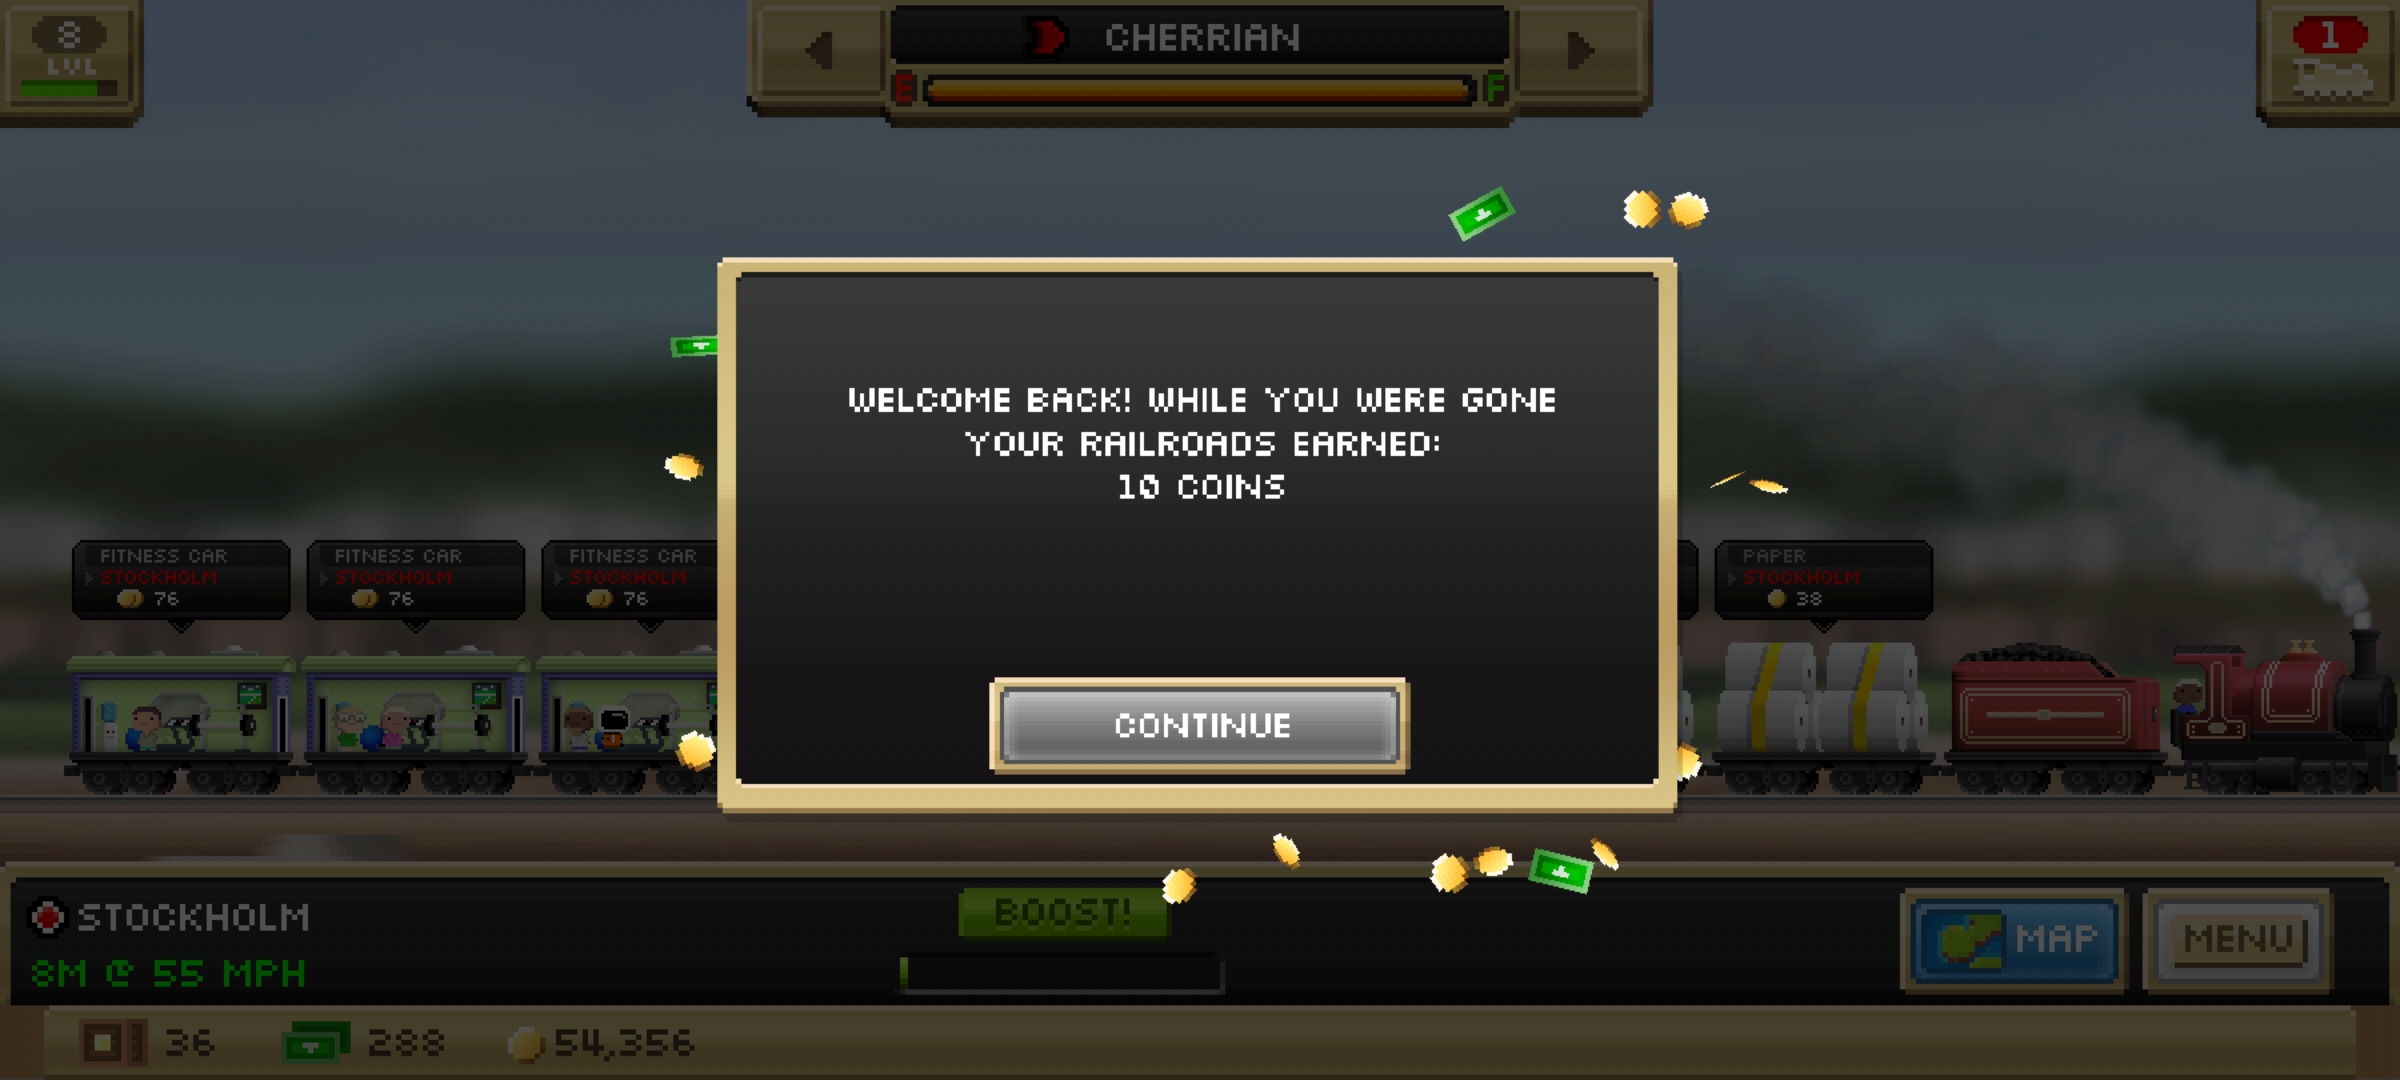 8
LVL
CHERRIAN
E
F
1
WELCOME BACK! WHILE YOU WERE GONE
YOUR RAILROADS EARNED:
10 COINS
FITNESS CAR
STOCKHOLM
76
FITNESS CAR
STOCKHOLM
76
FITNESS CAR
STOCKHOLM
76
PAPER
STOCKHOLM
38
CONTINUE
STOCKHOLM
8M @ 55 MPH
BOOST!
MAP
MENU
36
288
54,356